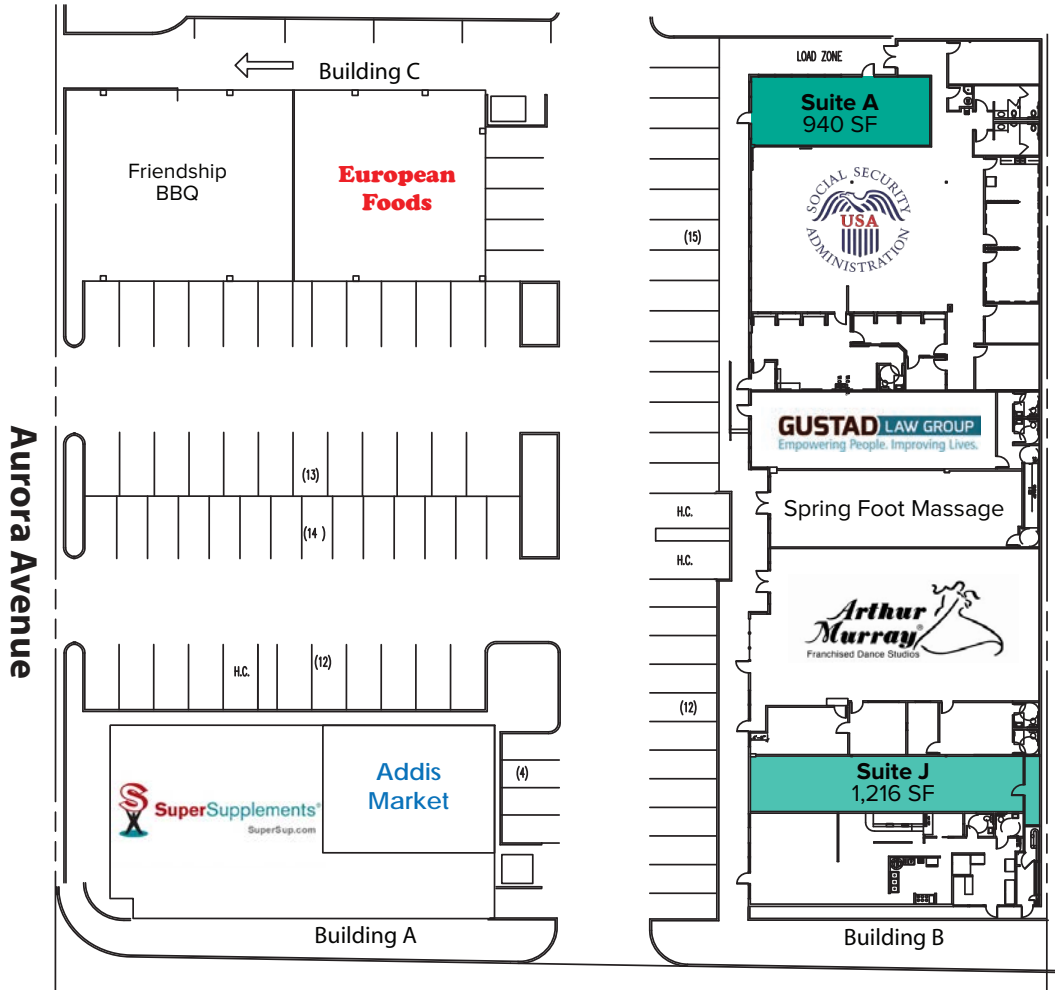 LOAD ZONE
Building C
Suite A
940 SF
Friendship
BBQ
European
Foods
SOCIAL SECURITY
USA
ADMINISTRATION
(15)
GUSTAD LAW GROUP
Empowering People. Improving Lives.
Aurora Avenue
(13)
(14 )
H.C.
Spring Foot Massage
H.C.
Arthur
Murray®
Franchised Dance Studios
H.C.
(12)
(12)
Addis
Market
(4)
S
SuperSupplements®
SuperSup.com
Suite J
1,216 SF
Building A
Building B